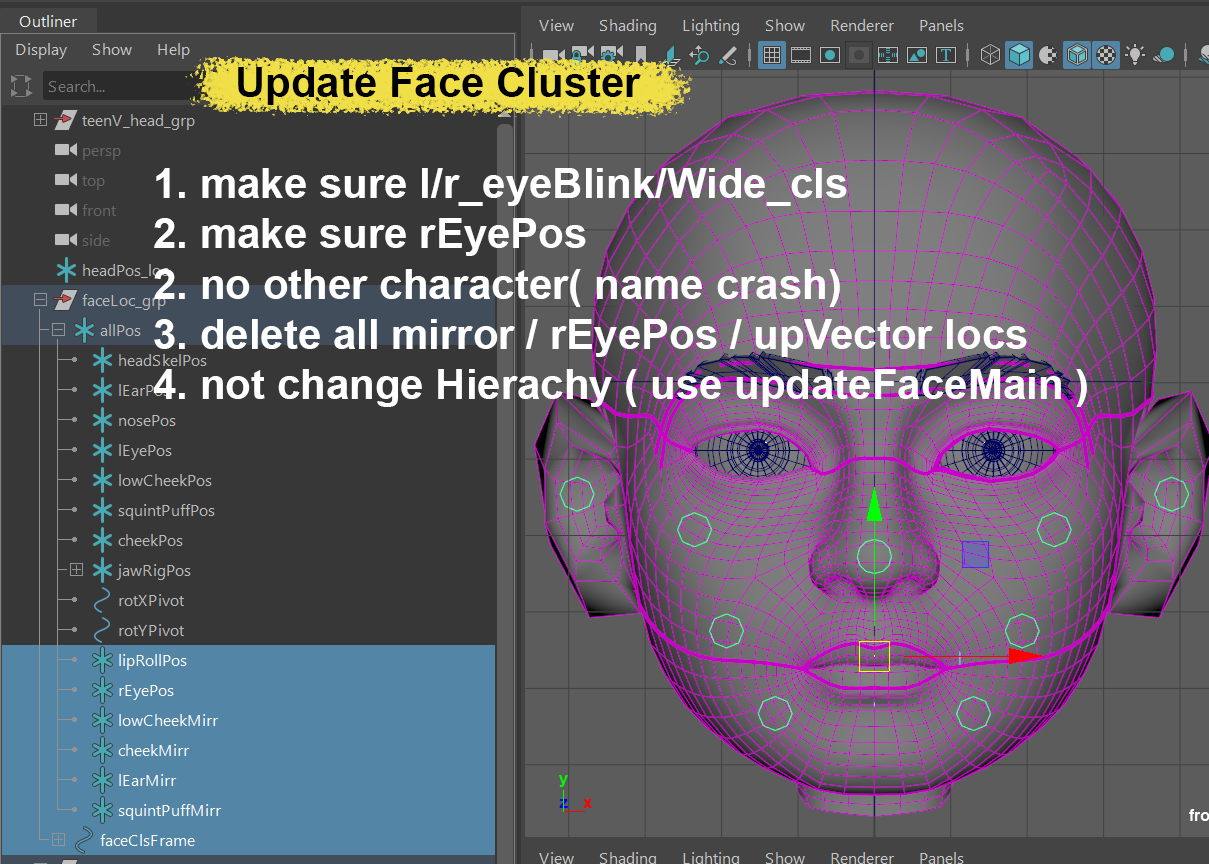 Outliner
Display Show Help
Search...
teenV_head_grp
persp
top
front
side
headPos_loc
faceLoc_grp
allPos
headSkelPos
lEarPos
nosePos
lEyePos
lowCheekPos
squintPuffPos
cheekPos
jawRigPos
rotXPivot
rotYPivot
lipRollPos
rEyePos
lowCheekMirr
cheekMirr
lEarMirr
squintPuffMirr
faceClsFrame
View Shading Lighting Show Renderer Panels
Update Face Cluster
1. make sure l/r_eyeBlink/Wide_cls
2. make sure rEyePos
2. no other character( name crash)
3. delete all mirror / rEyePos / upVector locs
4. not change Hierachy ( use updateFaceMain )
y
z x
fro
View Shading Lighting Show Renderer Panels